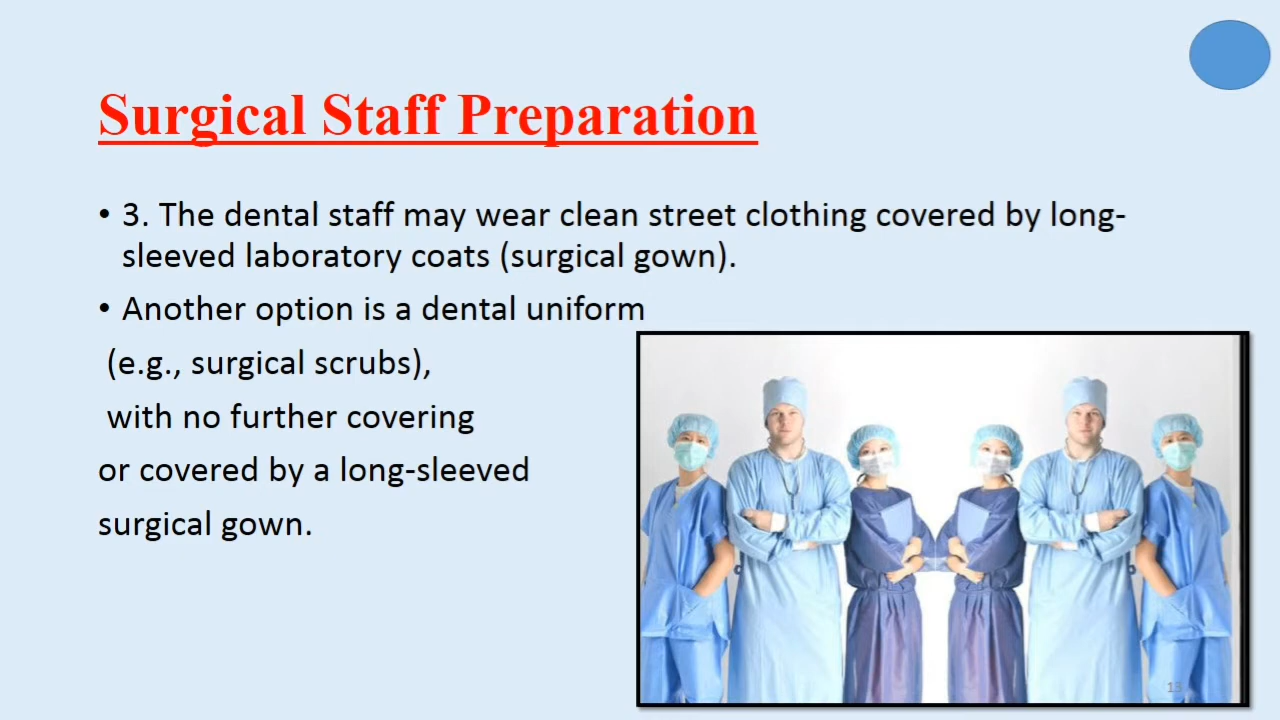 Surgical Staff Preparation
• 3. The dental staff may wear clean street clothing covered by long-
sleeved laboratory coats (surgical gown).
• Another option is a dental uniform
(e.g., surgical scrubs),
with no further covering
or covered by a long-sleeved
surgical gown.
13